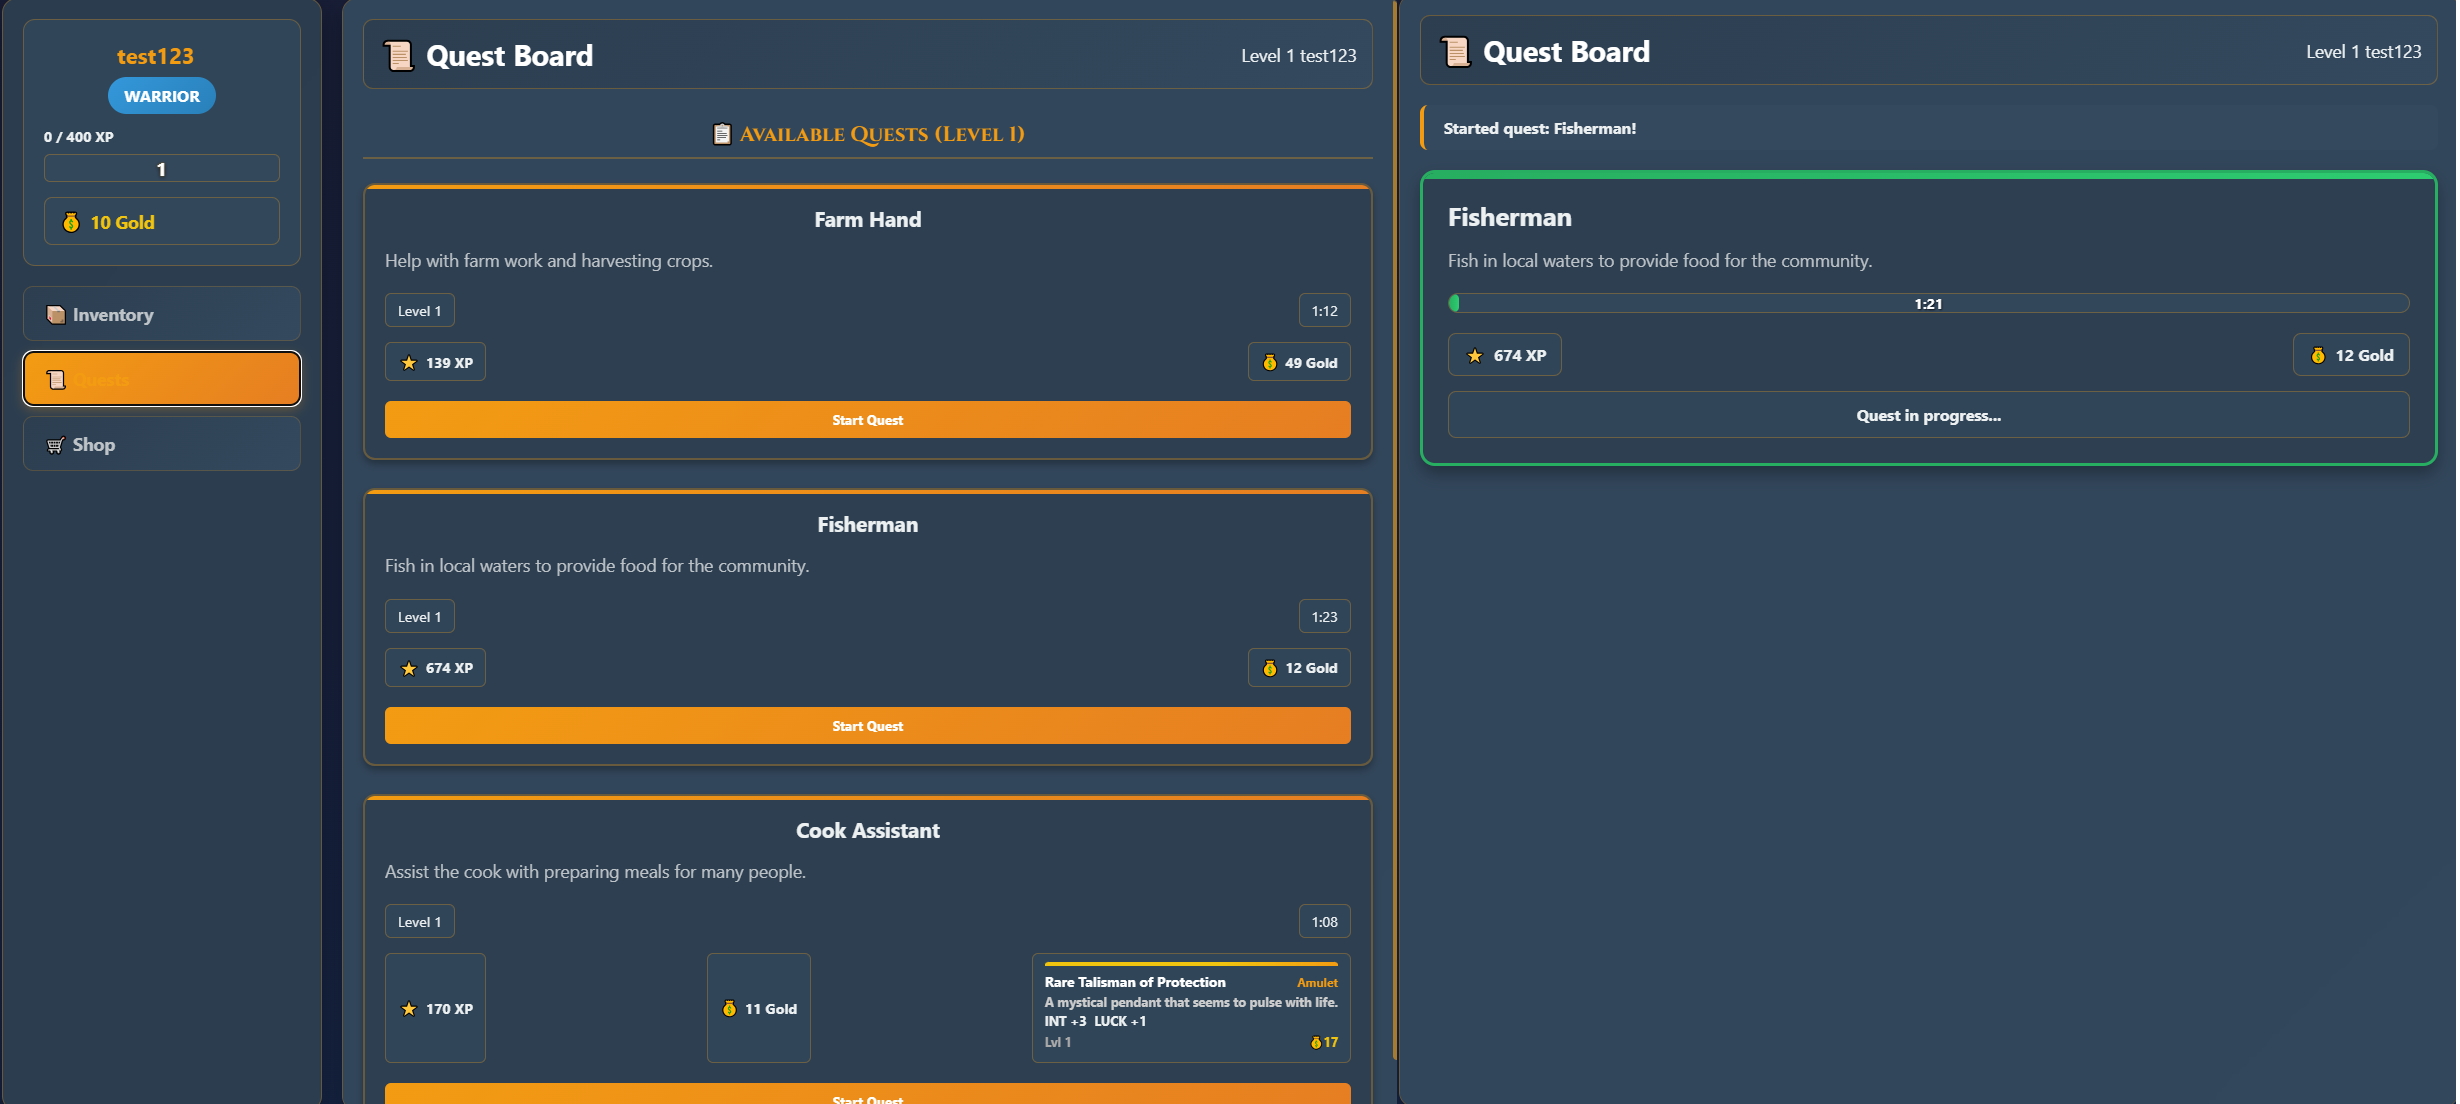 test123
WARRIOR
0 / 400 XP
1
10 Gold
Inventory
Quests
Shop
Quest Board
Level 1 test123
Available Quests (Level 1)
Farm Hand
Help with farm work and harvesting crops.
Level 1
1:12
139 XP
49 Gold
Start Quest
Fisherman
Fish in local waters to provide food for the community.
Level 1
1:23
674 XP
12 Gold
Start Quest
Cook Assistant
Assist the cook with preparing meals for many people.
Level 1
1:08
170 XP
11 Gold
Rare Talisman of Protection
Amulet
A mystical pendant that seems to pulse with life.
INT +3 LUCK +1
Lvl 1
17
Start Quest
Quest Board
Level 1 test123
Started quest: Fisherman!
Fisherman
Fish in local waters to provide food for the community.
1:21
674 XP
12 Gold
Quest in progress...